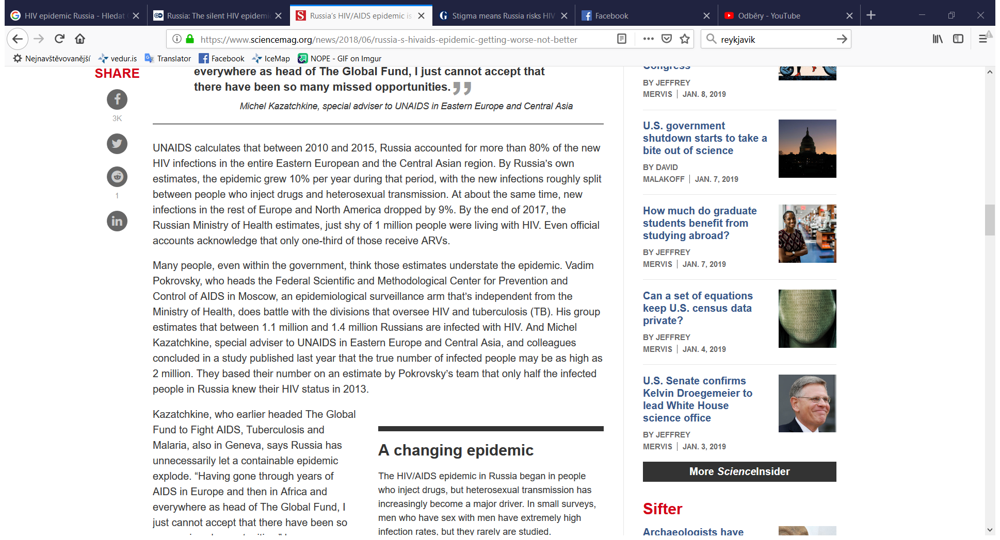 HIV epidemic Russia - Hledat
Russia: The silent HIV epidemic
Russia's HIV/AIDS epidemic is
Stigma means Russia risks HIV
Facebook
Odběry - YouTube
https://www.sciencemag.org/news/2018/06/russia-s-hivaids-epidemic-getting-worse-not-better
reykjavik
Nejnavštěvovanější
vedur.is
Translator
Facebook
IceMap
NOPE - GIF on Imgur
SHARE
3K
1
everywhere as head of The Global Fund, I just cannot accept that
there have been so many missed opportunities.”
Michel Kazatchkine, special adviser to UNAIDS in Eastern Europe and Central Asia
UNAIDS calculates that between 2010 and 2015, Russia accounted for more than 80% of the new
HIV infections in the entire Eastern European and the Central Asian region. By Russia’s own
estimates, the epidemic grew 10% per year during that period, with the new infections roughly split
between people who inject drugs and heterosexual transmission. At about the same time, new
infections in the rest of Europe and North America dropped by 9%. By the end of 2017, the
Russian Ministry of Health estimates, just shy of 1 million people were living with HIV. Even official
accounts acknowledge that only one-third of those receive ARVs.
Many people, even within the government, think those estimates understate the epidemic. Vadim
Pokrovsky, who heads the Federal Scientific and Methodological Center for Prevention and
Control of AIDS in Moscow, an epidemiological surveillance arm that’s independent from the
Ministry of Health, does battle with the divisions that oversee HIV and tuberculosis (TB). His group
estimates that between 1.1 million and 1.4 million Russians are infected with HIV. And Michel
Kazatchkine, special adviser to UNAIDS in Eastern Europe and Central Asia, and colleagues
concluded in a study published last year that the true number of infected people may be as high as
2 million. They based their number on an estimate by Pokrovsky’s team that only half the infected
people in Russia knew their HIV status in 2013.
Kazatchkine, who earlier headed The Global
Fund to Fight AIDS, Tuberculosis and
Malaria, also in Geneva, says Russia has
unnecessarily let a containable epidemic
explode. “Having gone through years of
AIDS in Europe and then in Africa and
everywhere as head of The Global Fund, I
just cannot accept that there have been so
A changing epidemic
The HIV/AIDS epidemic in Russia began in people
who inject drugs, but heterosexual transmission has
increasingly become a major driver. In small surveys,
men who have sex with men have extremely high
infection rates, but they rarely are studied.
Congress
BY JEFFREY
MERVIS | JAN. 8, 2019
U.S. government
shutdown starts to take a
bite out of science
BY DAVID
MALAKOFF | JAN. 7, 2019
How much do graduate
students benefit from
studying abroad?
BY JEFFREY
MERVIS | JAN. 7, 2019
Can a set of equations
keep U.S. census data
private?
BY JEFFREY
MERVIS | JAN. 4, 2019
U.S. Senate confirms
Kelvin Droegemeier to
lead White House
science office
BY JEFFREY
MERVIS | JAN. 3, 2019
More ScienceInsider
Sifter
Archaeologists have